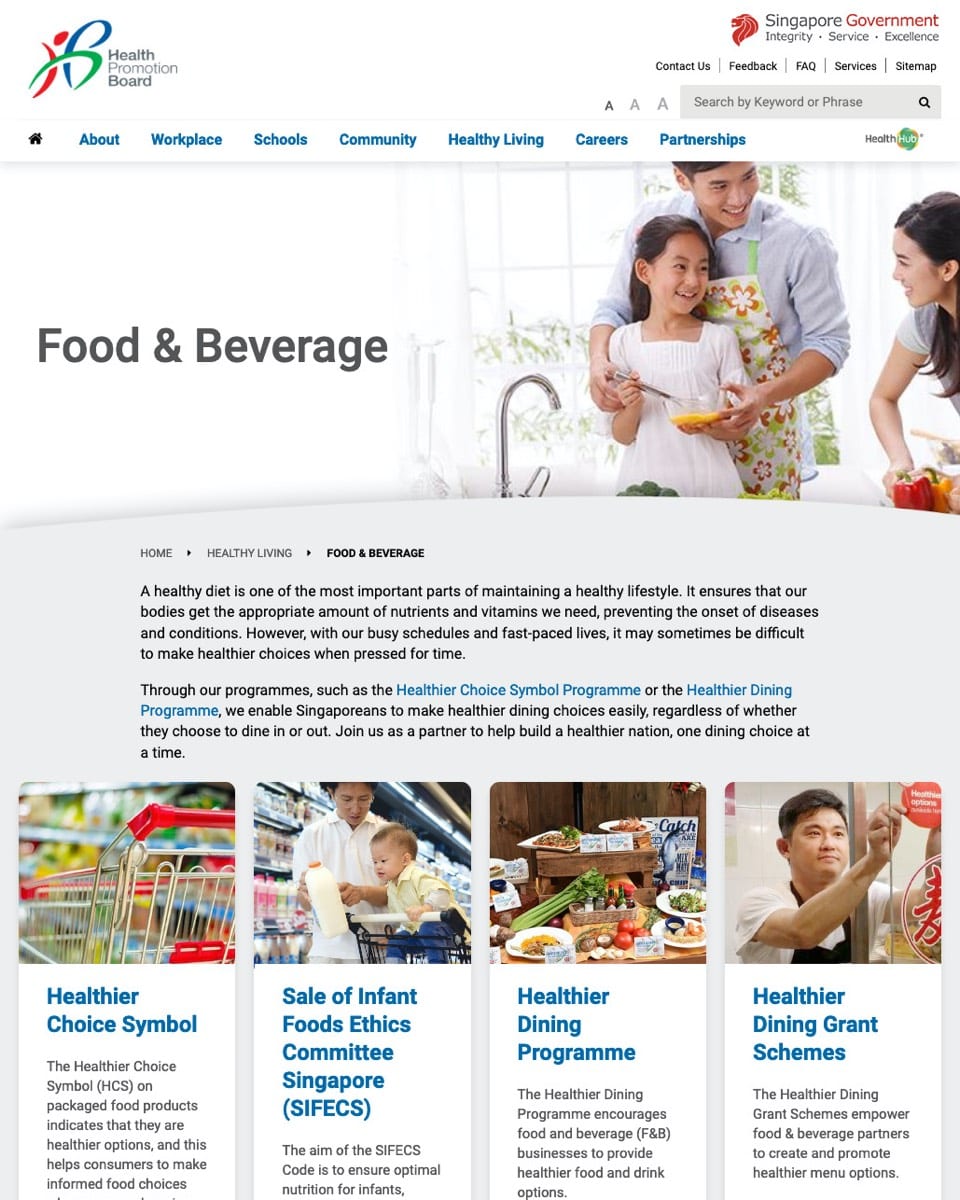 Singapore Government
Integrity · Service · Excellence
Health
Promotion
Board
Contact Us | Feedback | FAQ | Services | Sitemap
A A A Search by Keyword or Phrase
About Workplace Schools Community Healthy Living Careers Partnerships HealthHub
Food & Beverage
HOME HEALTHY LIVING FOOD & BEVERAGE
A healthy diet is one of the most important parts of maintaining a healthy lifestyle. It ensures that our
bodies get the appropriate amount of nutrients and vitamins we need, preventing the onset of diseases
and conditions. However, with our busy schedules and fast-paced lives, it may sometimes be difficult
to make healthier choices when pressed for time.
Through our programmes, such as the Healthier Choice Symbol Programme or the Healthier Dining
Programme, we enable Singaporeans to make healthier dining choices easily, regardless of whether
they choose to dine in or out. Join us as a partner to help build a healthier nation, one dining choice at
a time.
Catch
Healthier
options
Healthier
Choice Symbol
The Healthier Choice
Symbol (HCS) on
packaged food products
indicates that they are
healthier options, and this
helps consumers to make
informed food choices
Sale of Infant
Foods Ethics
Committee
Singapore
(SIFECS)
The aim of the SIFECS
Code is to ensure optimal
nutrition for infants,
Healthier
Dining
Programme
The Healthier Dining
Programme encourages
food and beverage (F&B)
businesses to provide
healthier food and drink
options.
Healthier
Dining Grant
Schemes
The Healthier Dining
Grant Schemes empower
food & beverage partners
to create and promote
healthier menu options.